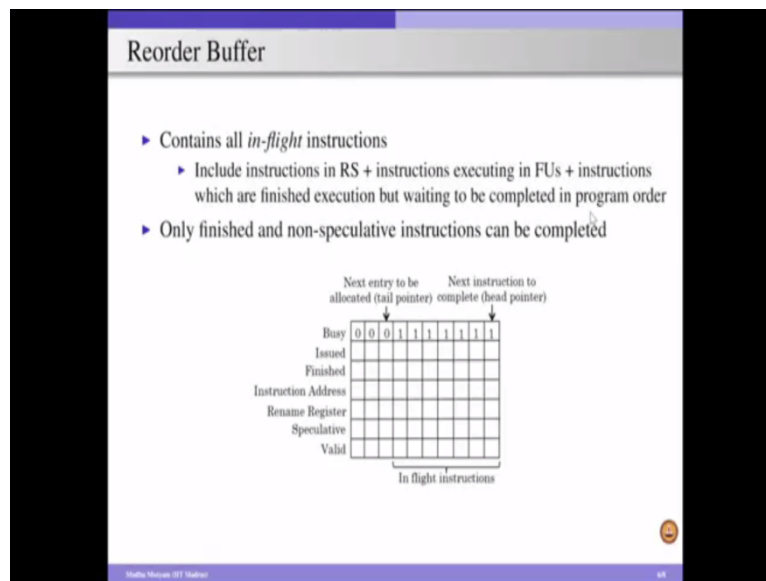 Reorder Buffer
Contains all in-flight instructions
Include instructions in RS + instructions executing in FUs + instructions
which are finished execution but waiting to be completed in program order
Only finished and non-speculative instructions can be completed
Next entry to be
allocated (tail pointer)
Next instruction to
complete (head pointer)
Busy 0 0 0 1 1 1 1 1 1 1
Issued
Finished
Instruction Address
Rename Register
Speculative
Valid
In flight instructions
(IIT Madras)